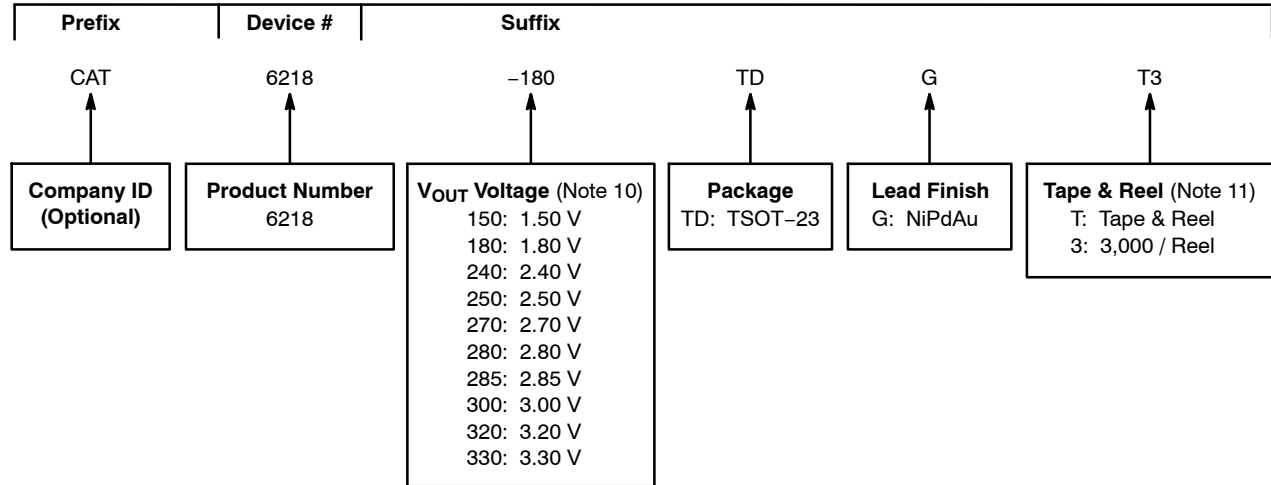 Prefix Device # Suffix
CAT 6218 −180 TD G T3
Company ID
(Optional)
Product Number
6218
VOUT Voltage (Note 10)
150: 1.50 V
180: 1.80 V
240: 2.40 V
250: 2.50 V
270: 2.70 V
280: 2.80 V
285: 2.85 V
300: 3.00 V
320: 3.20 V
330: 3.30 V
Package
TD: TSOT−23
Lead Finish
G: NiPdAu
Tape & Reel (Note 11)
T: Tape & Reel
3: 3,000 / Reel